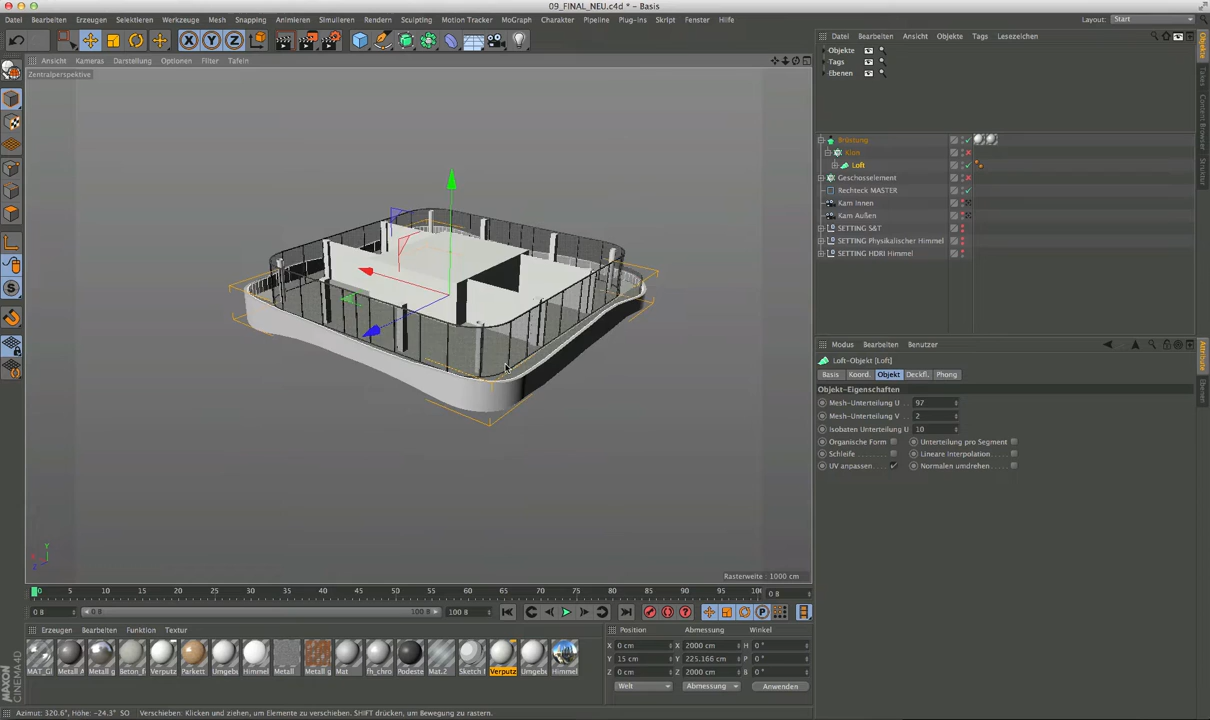 09_FINAL_NEU.c4d * - Basis
Datei Bearbeiten Erzeugen Selektieren Werkzeuge Mesh Snapping Animieren Simulieren Rendern Sculpting Motion Tracker MoGraph Charakter Pipeline Plug-ins Skript Fenster Hilfe Layout: Start
X Y Z
Ansicht Kameras Darstellung Optionen Filter Tafeln
Zentralperspektive
Datei Bearbeiten Ansicht Objekte Tags Lesezeichen
Objekte
Tags
Ebenen
Brüstung
Klon
Loft
Geschosselement
Rechteck MASTER
Kam Innen
Kam Außen
SETTING S&T
SETTING Physikalischer Himmel
SETTING HDRI Himmel
Objekte
Takes
Content Browser
Struktur
Modus Bearbeiten Benutzer
Loft-Objekt [Loft]
Basis Koord. Objekt Deckfl. Phong
Objekt-Eigenschaften
Mesh-Unterteilung U . . 97
Mesh-Unterteilung V . . 2
Isobaten Unterteilung U 10
Organische Form Unterteilung pro Segment
Schleife Lineare Interpolation
UV anpassen Normalen umdrehen
Attribute
Ebenen
Y
X
Z
Rasterweite : 1000 cm
0 5 10 15 20 25 30 35 40 45 50 55 60 65 70 75 80 85 90 95 100 0 B
0 B 0 B 100 B 100 B
Erzeugen Bearbeiten Funktion Textur
MAT_Gl Metall A Metall g Beton_f Verputz Parkett Umgeb Himmel Metall Metall g Mat fh_chro Podeste Mat.2 Sketch Verputz Umgeb Himmel
Position Abmessung Winkel
X 0 cm X 2000 cm H 0 °
Y 15 cm Y 225.166 cm P 0 °
Z 0 cm Z 2000 cm B 0 °
Welt Abmessung Anwenden
MAXON
CINEMA 4D
Azimut: 320.6°, Höhe: -24.3° SO Verschieben: Klicken und ziehen, um Elemente zu verschieben. SHIFT drücken, um Bewegung zu rastern.